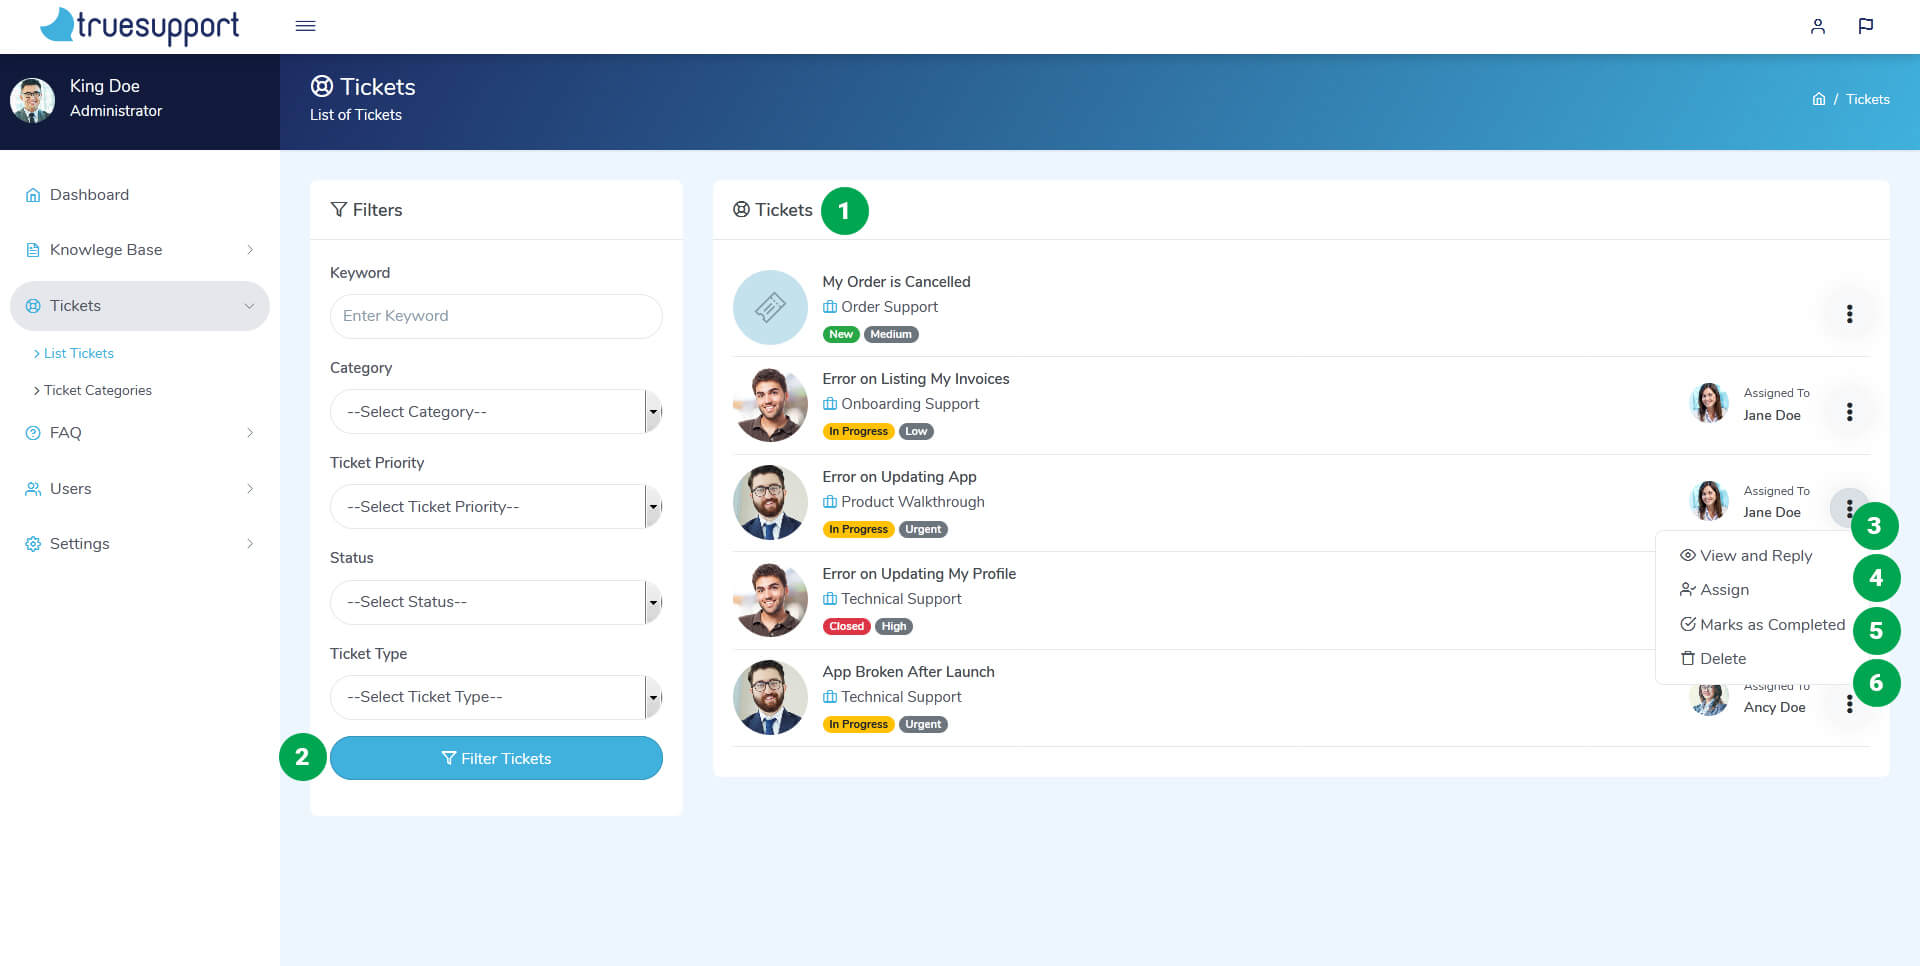 truesupport
King Doe
Administrator
Tickets
List of Tickets
/ Tickets
Dashboard
Knowlege Base
Tickets
> List Tickets
> Ticket Categories
FAQ
Users
Settings
Filters
Keyword
Enter Keyword
Category
--Select Category--
Ticket Priority
--Select Ticket Priority--
Status
--Select Status--
Ticket Type
--Select Ticket Type--
2
Filter Tickets
Tickets 1
My Order is Cancelled
Order Support
New Medium
Error on Listing My Invoices
Onboarding Support
In Progress Low
Assigned To
Jane Doe
Error on Updating App
Product Walkthrough
In Progress Urgent
Assigned To
Jane Doe
3
View and Reply
4
Assign
Marks as Completed 5
Delete
6
Error on Updating My Profile
Technical Support
Closed High
App Broken After Launch
Technical Support
In Progress Urgent
Assigned To
Ancy Doe